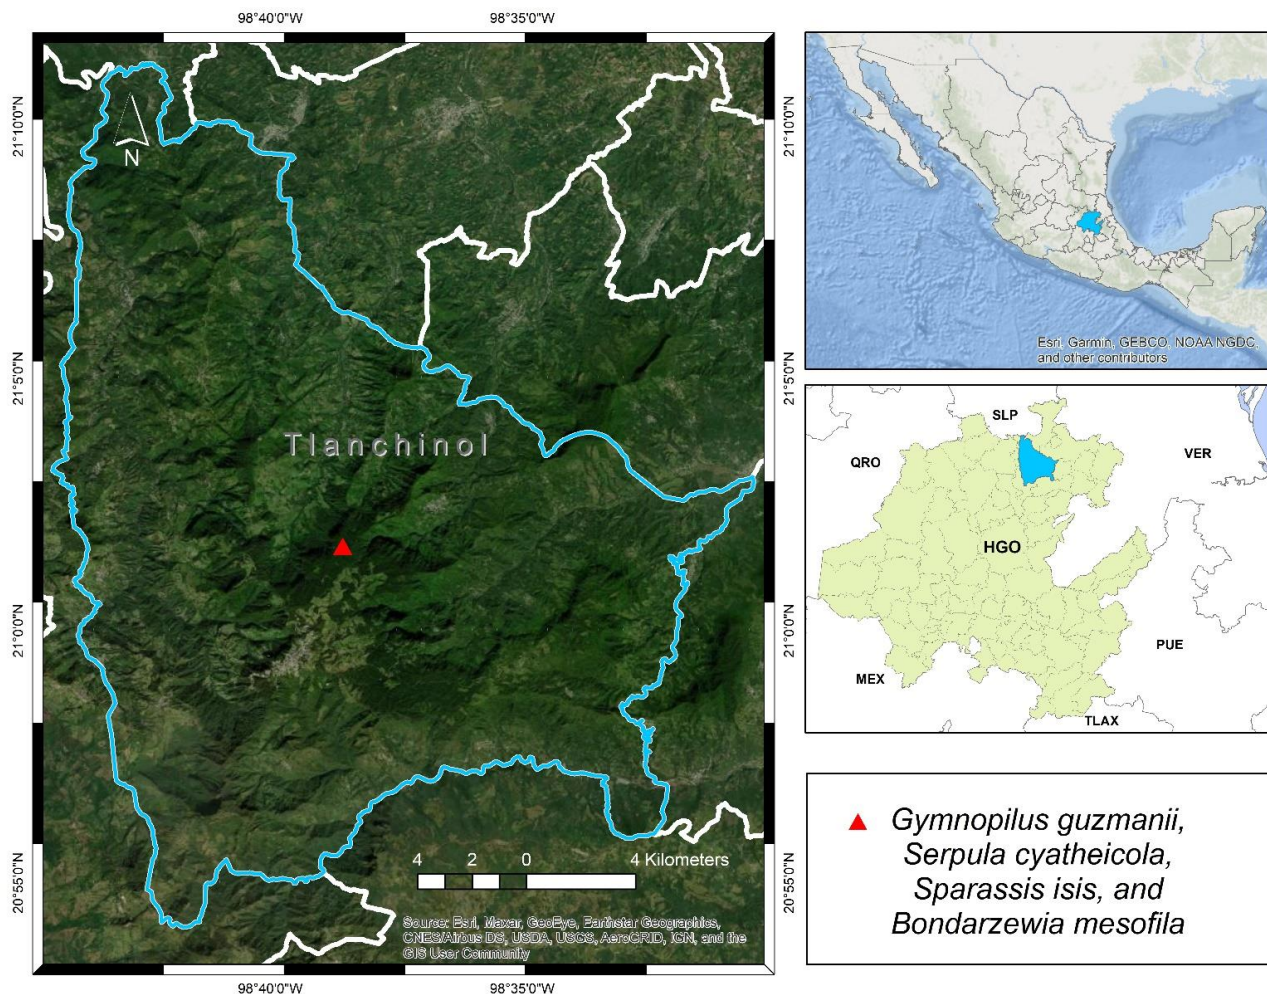 98°40'0"W
98°35'0"W
21°10'0"N
21°10'0"N
N
21°5'0"N
21°5'0"N
Tlanchinol
21°0'0"N
21°0'0"N
20°55'0"N
20°55'0"N
4 2 0 4 Kilometers
Source: Esri, Maxar, GeoEye, Earthstar Geographics,
CNES/Airbus DS, USDA, USGS, AeroGRID, IGN, and the
GIS User Community
98°40'0"W
98°35'0"W
Esri, Garmin, GEBCO, NOAA NGDC,
and other contributors
SLP
QRO
VER
HGO
PUE
MEX
TLAX
Gymnopilus guzmanii,
Serpula cyatheicola,
Sparassis isis, and
Bondarzewia mesofila